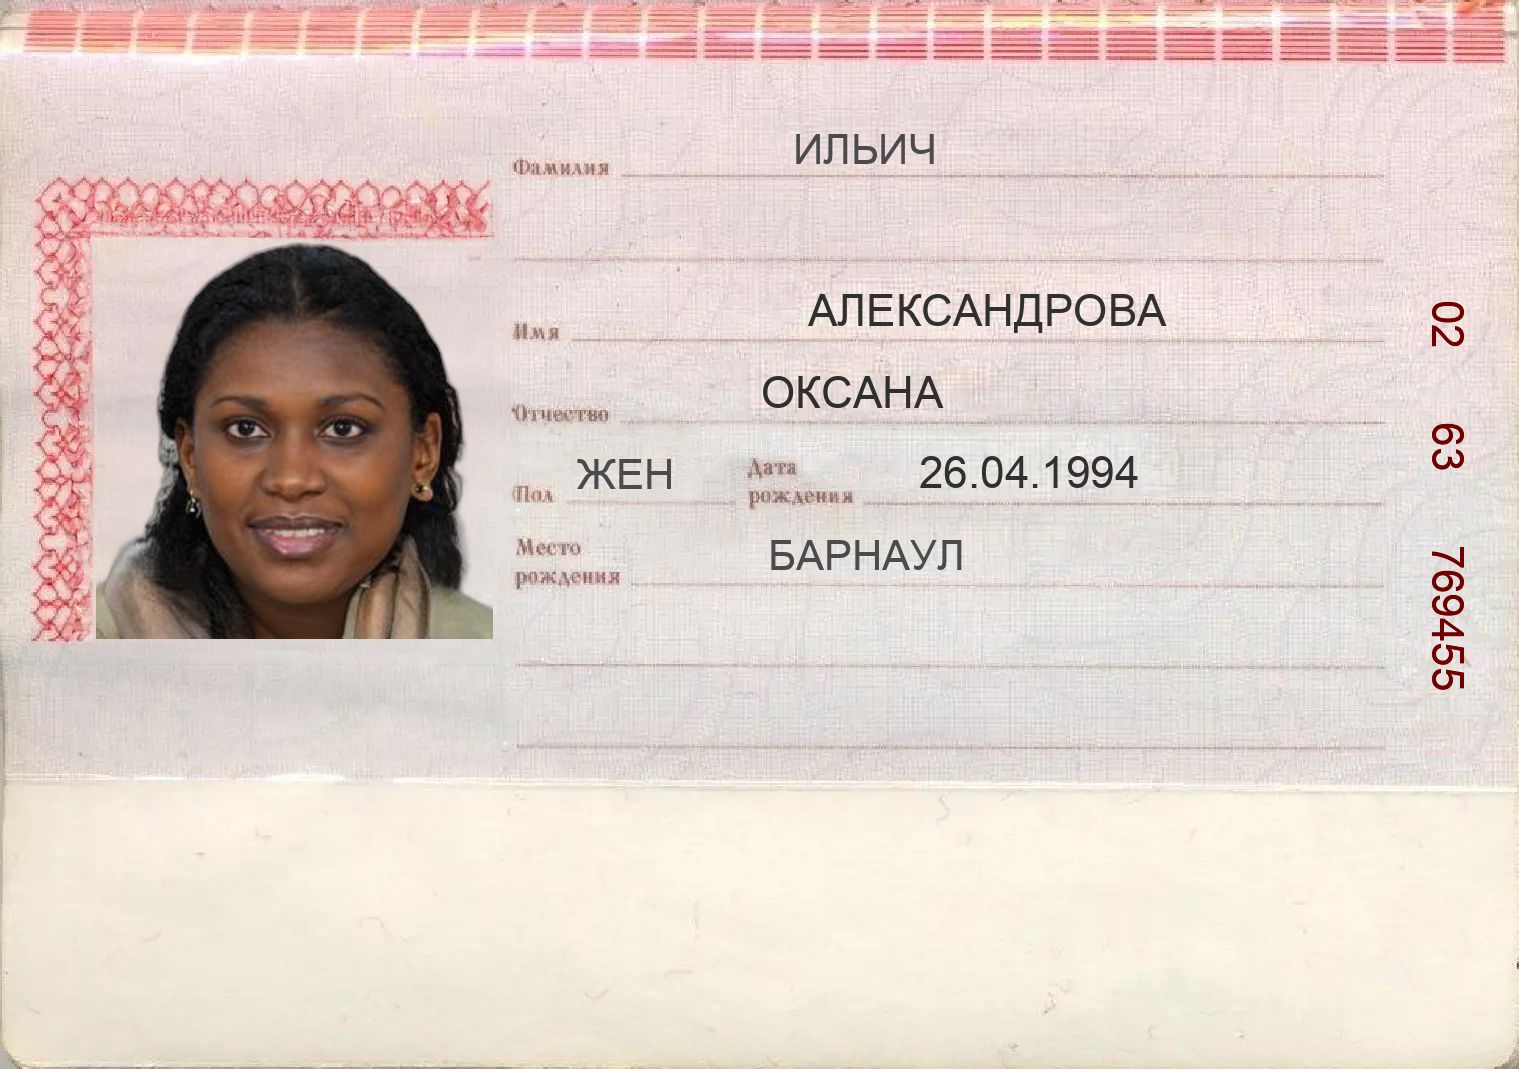 Фамилия ИЛЬИЧ
Имя АЛЕКСАНДРОВА
Отчество ОКСАНА
Пол ЖЕН Дата рождения 26.04.1994
Место рождения БАРНАУЛ
02 63 769455